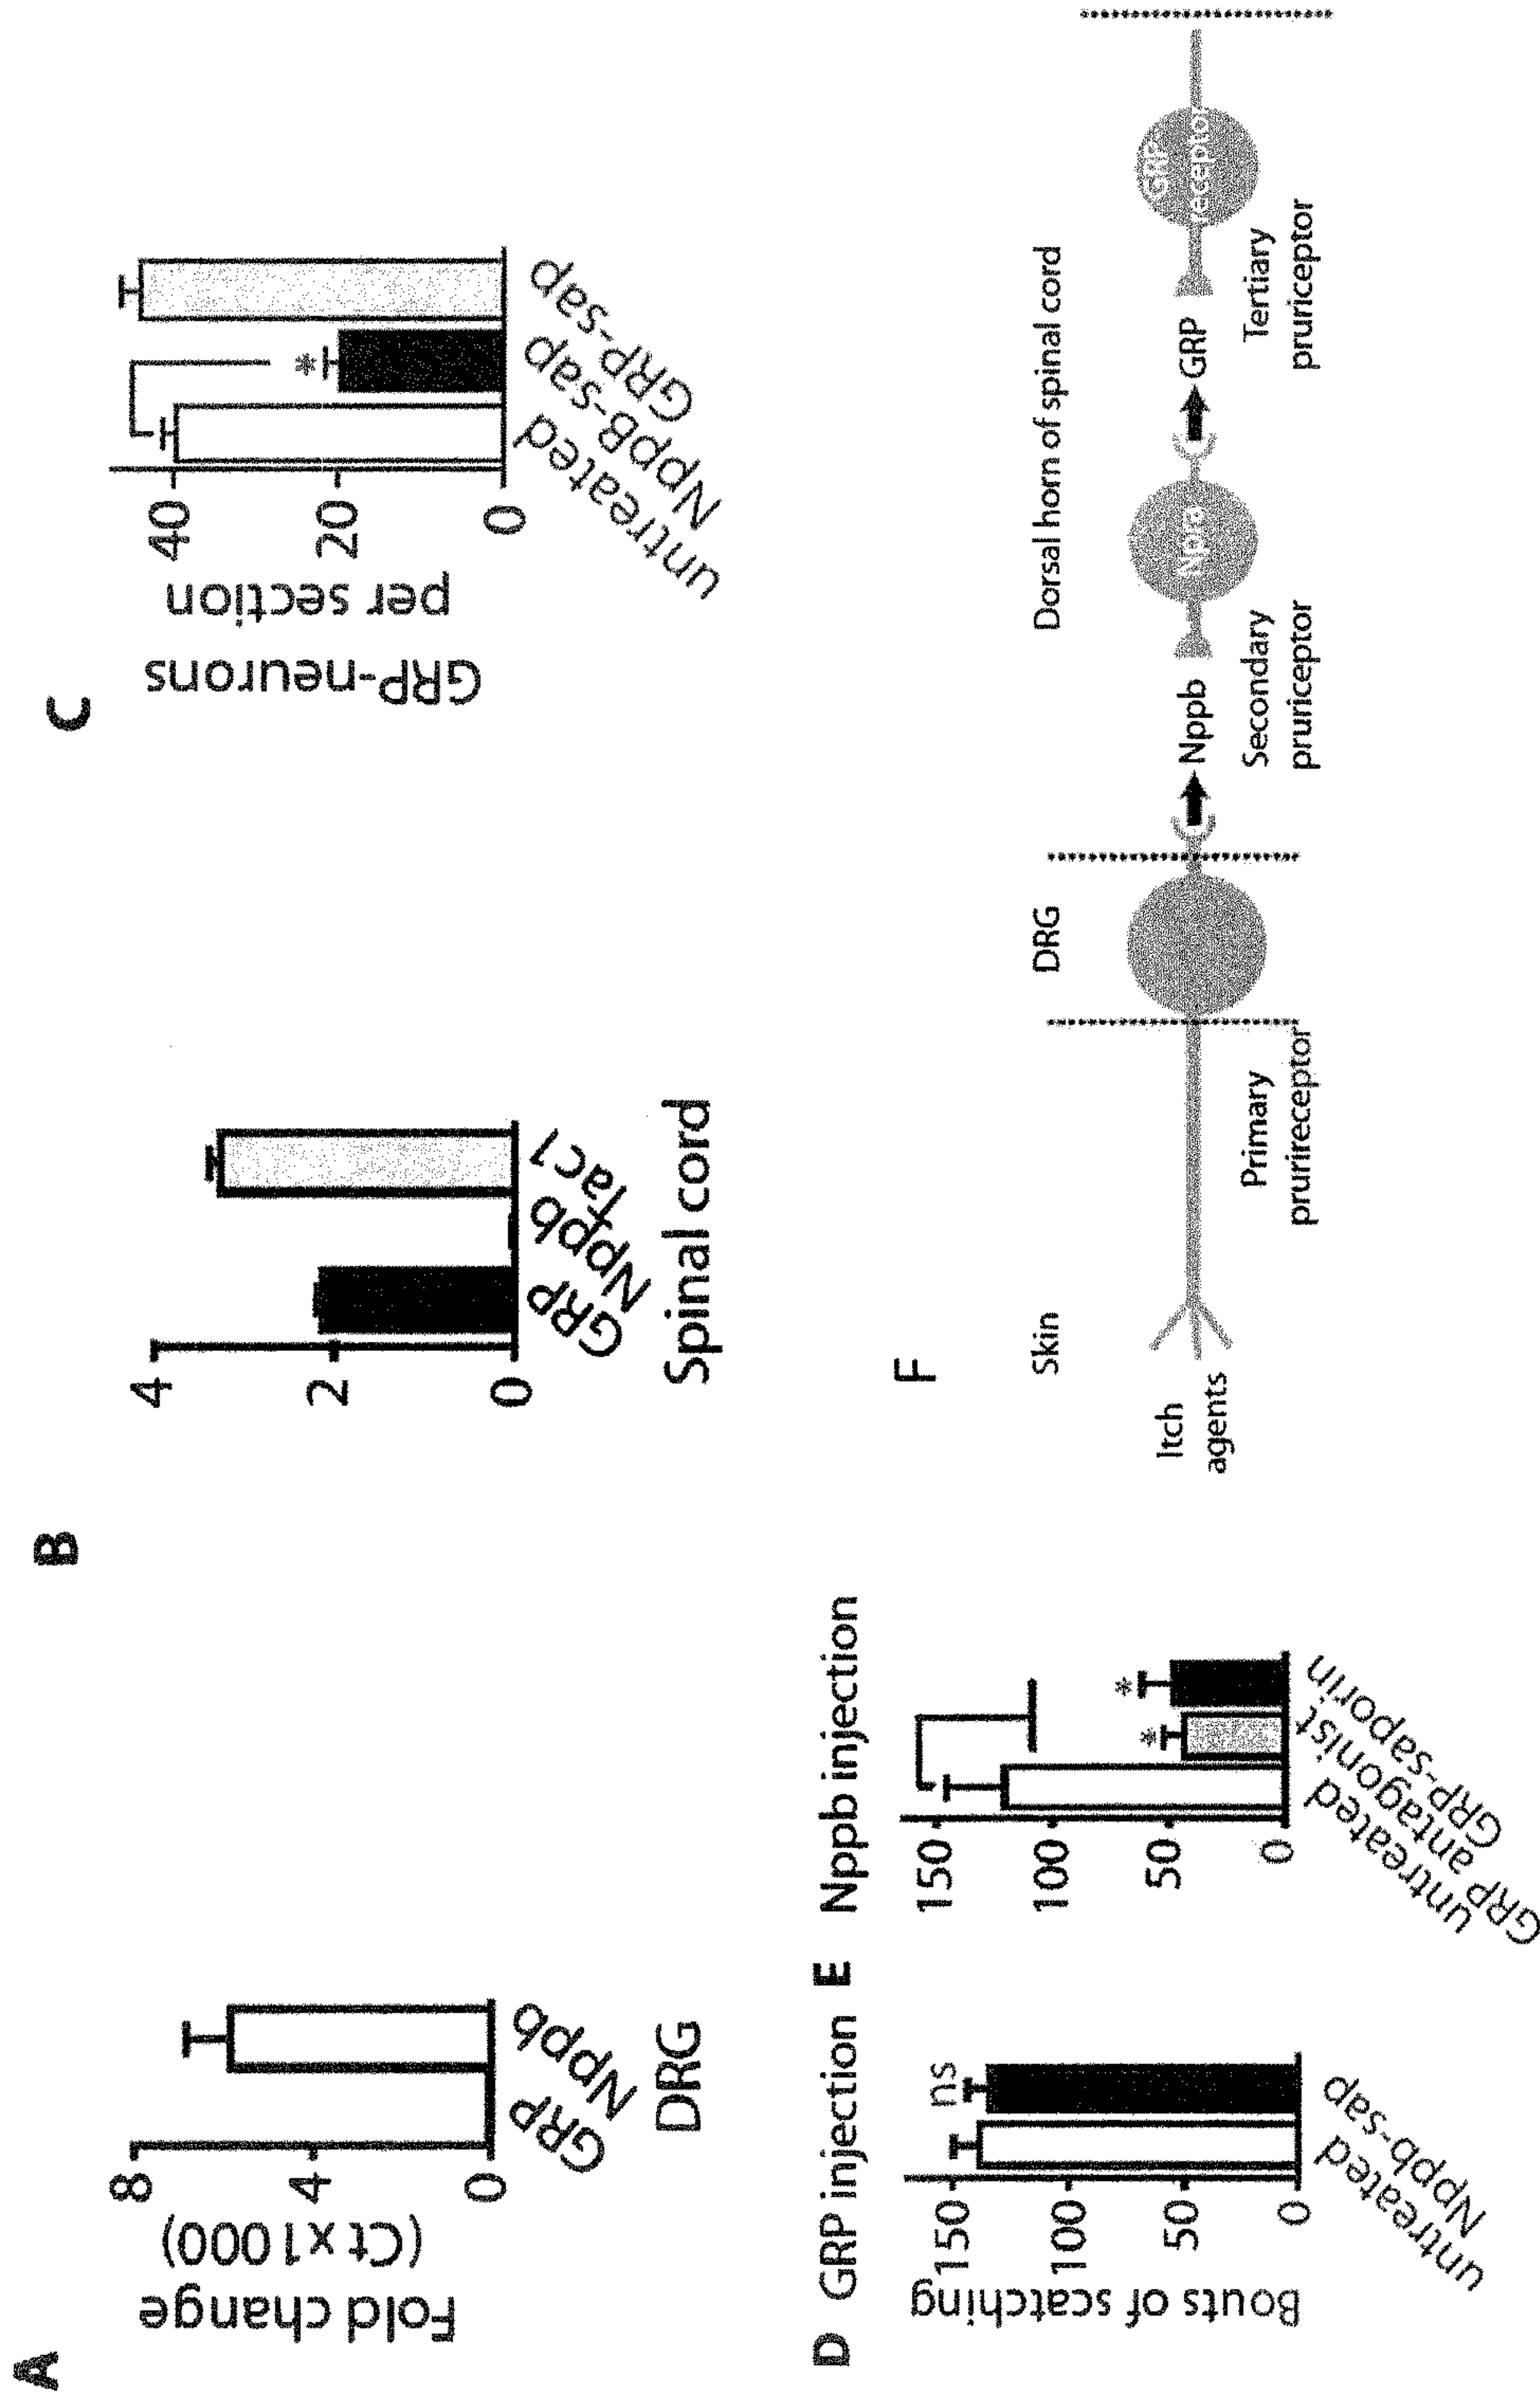 A
8
4
0
Fold change
(Ct x1000)
GRP
Nppb
DRG
B
4
2
0
GRP
Nppb
Tac1
Spinal cord
C
40
20
0
GRP-neurons
per section
untreated
NppB-sap
GRP-sap
*
D GRP injection
150
100
50
0
Bouts of scatching
untreated
Nppb-sap
ns
E Nppb injection
150
100
50
0
untreated
GRP antagonist
GRP-saporin
*
*
F
Skin
DRG
Dorsal horn of spinal cord
Itch
agents
Nppb
Npra
GRP
GRP-
receptor
Primary
prurireceptor
Secondary
pruriceptor
Tertiary
pruriceptor